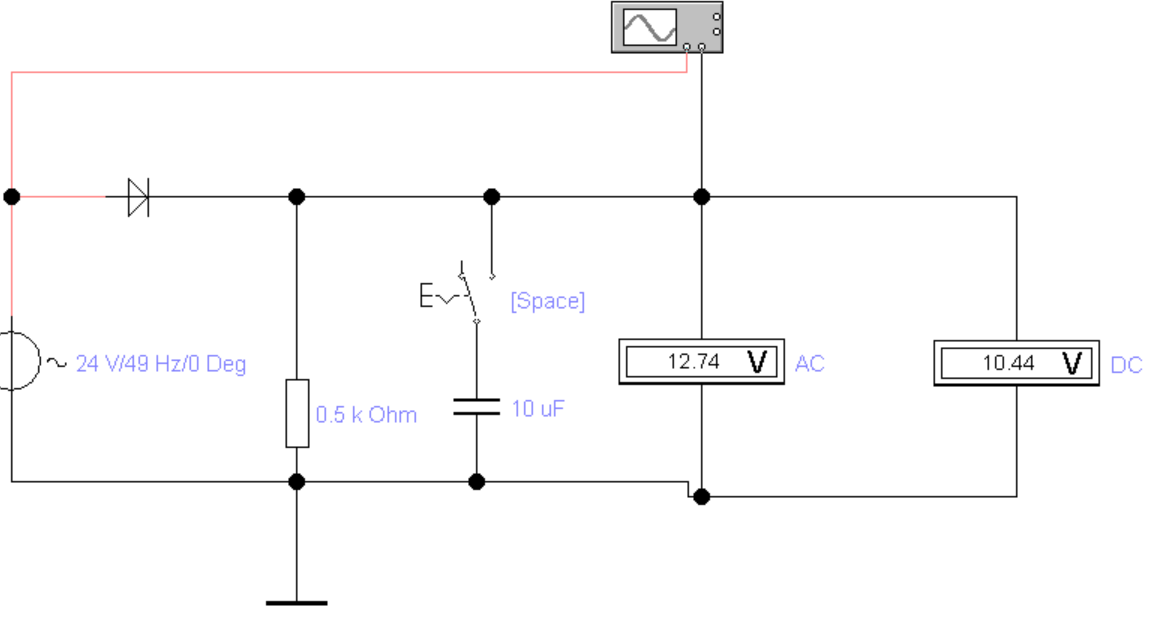 [Space]
24 V/49 Hz/0 Deg
12.74 V AC
10.44 V DC
0.5 k Ohm
10 uF